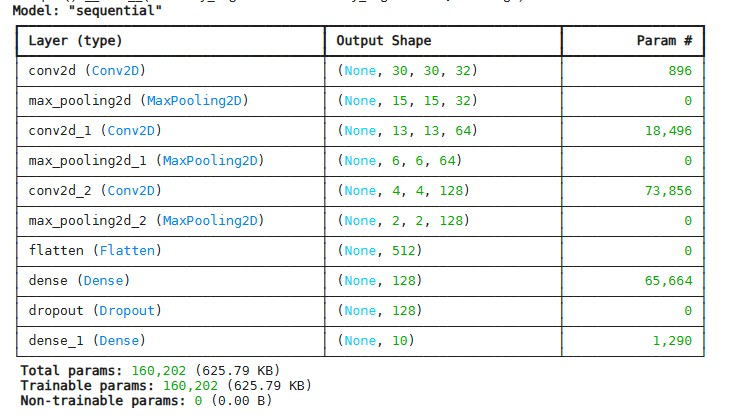 Model: "sequential"
Layer (type) Output Shape Param #
conv2d (Conv2D) (None, 30, 30, 32) 896
max_pooling2d (MaxPooling2D) (None, 15, 15, 32) 0
conv2d_1 (Conv2D) (None, 13, 13, 64) 18,496
max_pooling2d_1 (MaxPooling2D) (None, 6, 6, 64) 0
conv2d_2 (Conv2D) (None, 4, 4, 128) 73,856
max_pooling2d_2 (MaxPooling2D) (None, 2, 2, 128) 0
flatten (Flatten) (None, 512) 0
dense (Dense) (None, 128) 65,664
dropout (Dropout) (None, 128) 0
dense_1 (Dense) (None, 10) 1,290
Total params: 160,202 (625.79 KB)
Trainable params: 160,202 (625.79 KB)
Non-trainable params: 0 (0.00 B)